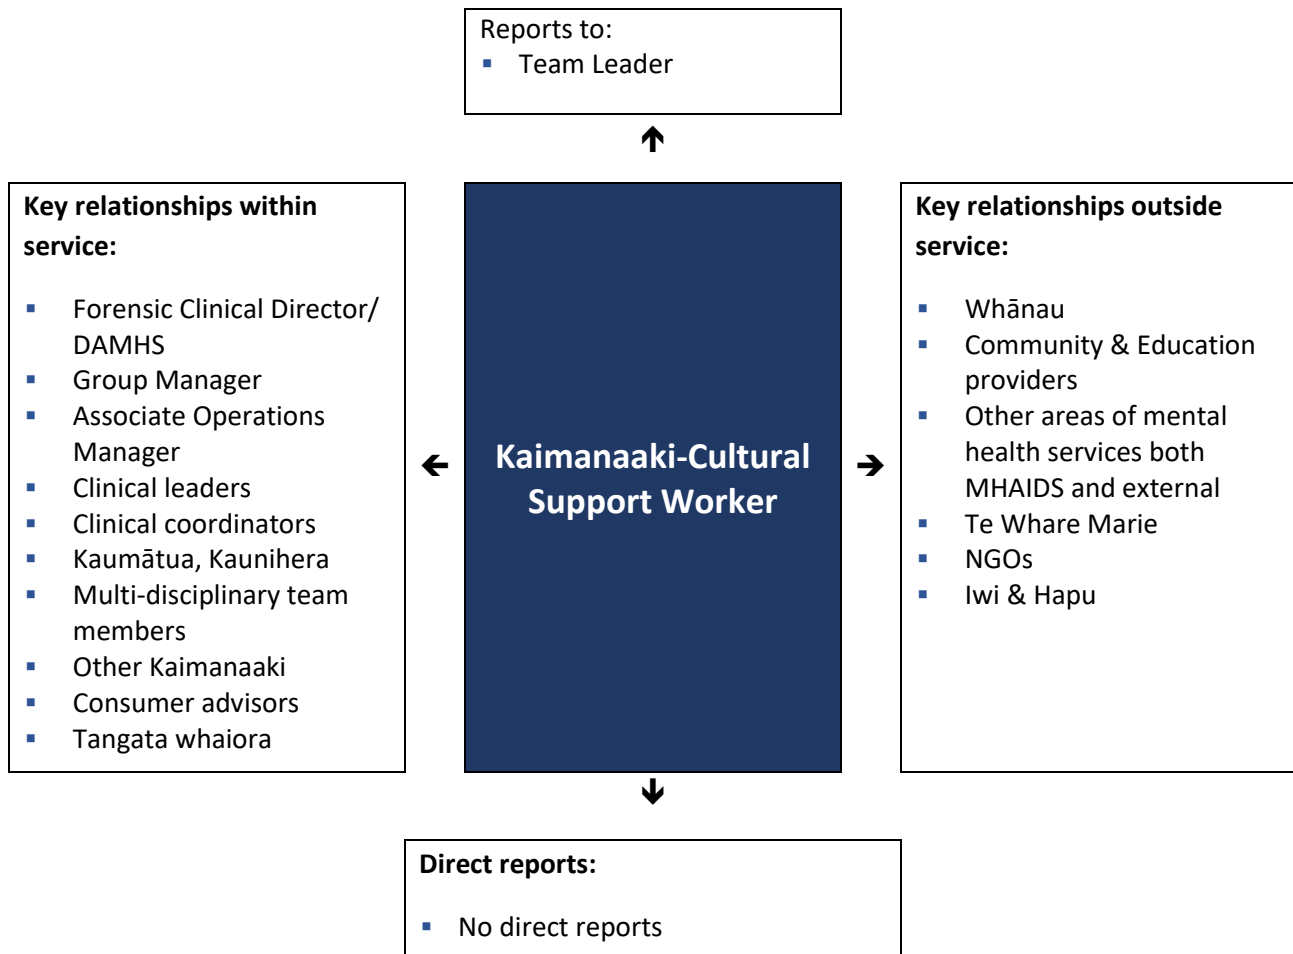 Reports to:
▪ Team Leader
↑
Key relationships within
service:
▪ Forensic Clinical Director/
DAMHS
▪ Group Manager
▪ Associate Operations
Manager
▪ Clinical leaders
▪ Clinical coordinators
▪ Kaumātua, Kaunihera
▪ Multi-disciplinary team
members
▪ Other Kaimanaaki
▪ Consumer advisors
▪ Tangata whaiora
←
Kaimanaaki-Cultural
Support Worker
→
Key relationships outside
service:
▪ Whānau
▪ Community & Education
providers
▪ Other areas of mental
health services both
MHAIDS and external
▪ Te Whare Marie
▪ NGOs
▪ Iwi & Hapu
↓
Direct reports:
▪ No direct reports